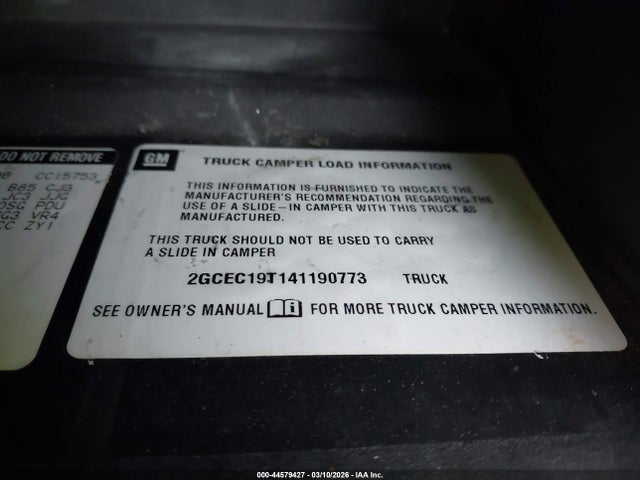 DO NOT REMOVE
CC15753
B85 CJ3
JC3 JJG
PDU
VR4
ZY1
GM
TRUCK CAMPER LOAD INFORMATION
THIS INFORMATION IS FURNISHED TO INDICATE THE
MANUFACTURER'S RECOMMENDATION REGARDING THE
USE OF A SLIDE-IN CAMPER WITH THIS TRUCK AS
MANUFACTURED.
THIS TRUCK SHOULD NOT BE USED TO CARRY
A SLIDE IN CAMPER
2GCEC19T141190773 TRUCK
SEE OWNER'S MANUAL FOR MORE TRUCK CAMPER INFORMATION.
000-44579427 - 03/10/2026 - IAA Inc.